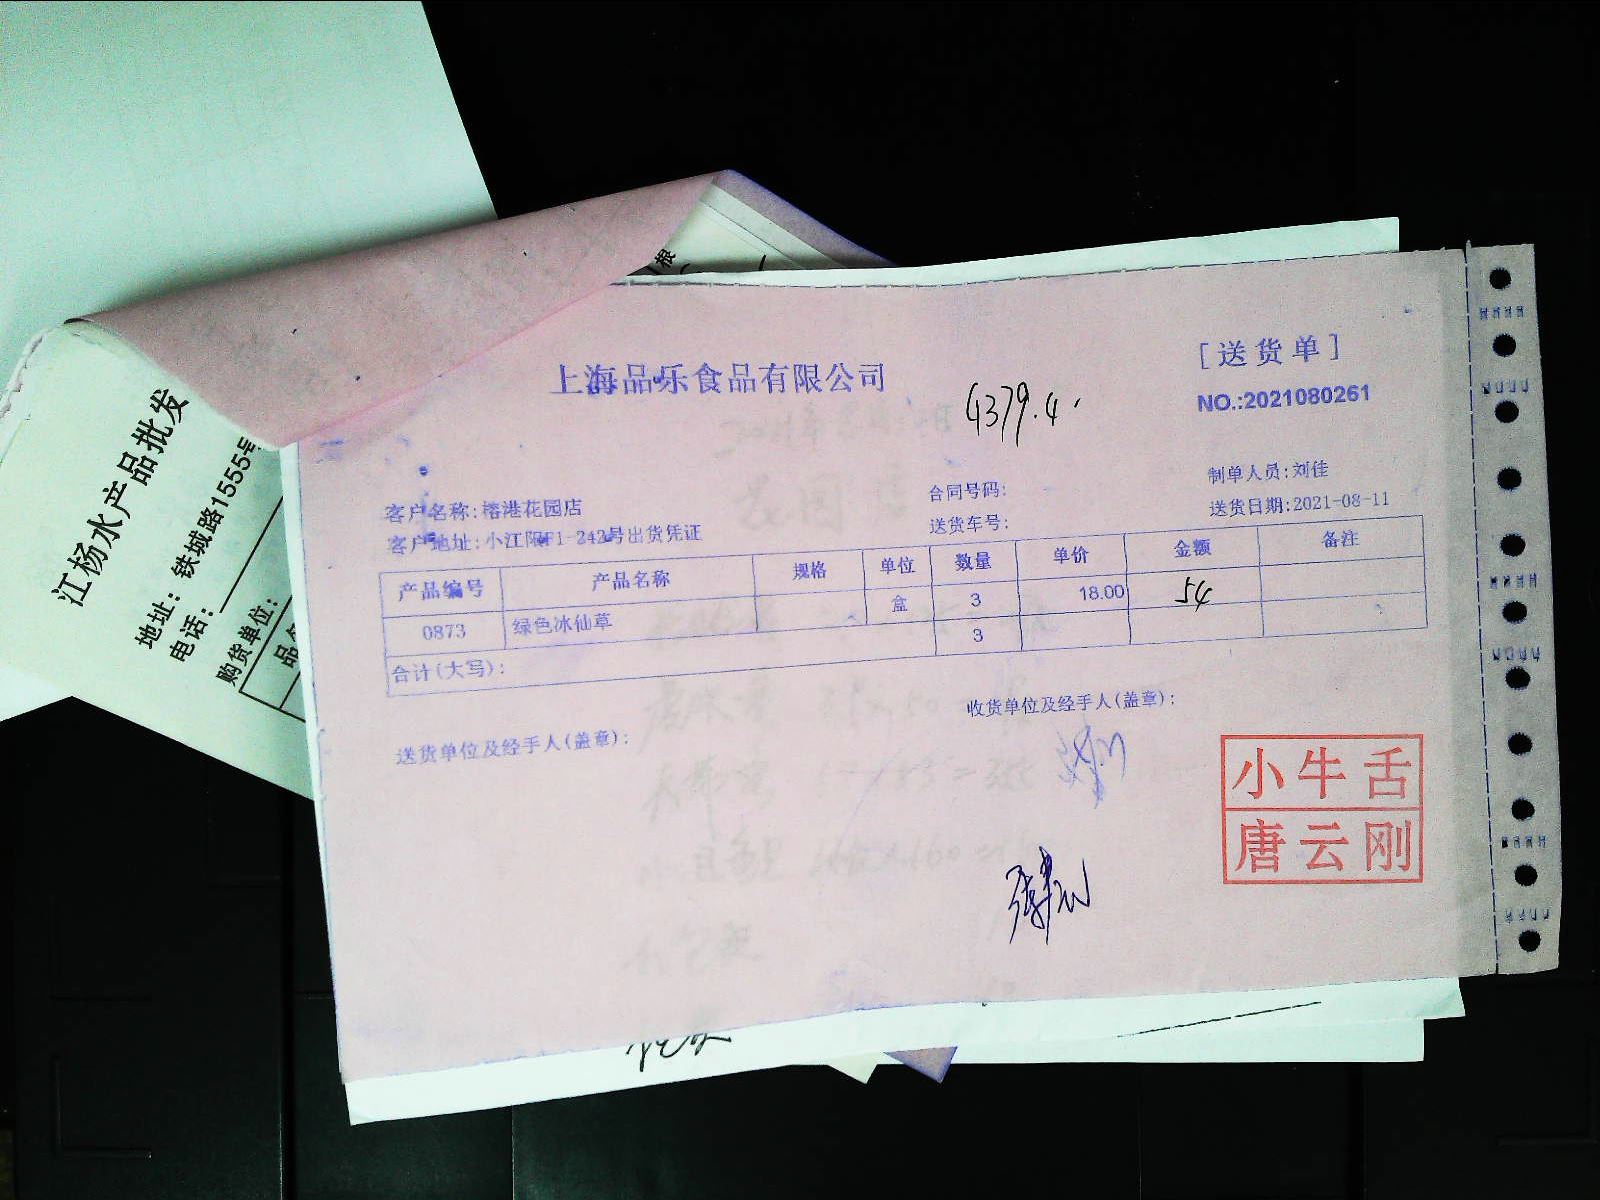 上海品乐食品有限公司
[送货单]
4379.4
NO.:2021080261
制单人员:刘佳
客户名称:榕港花园店
合同号码:
送货日期:2021-08-11
客户地址:小江阳F1-242号出货凭证
送货车号:
产品编号 产品名称 规格 单位 数量 单价 金额 备注
0873 绿色冰仙草 盒 3 18.00 54
合计(大写): 3
送货单位及经手人(盖章):
收货单位及经手人(盖章):
小牛舌
唐云刚
江杨水产品批发
地址：铁城路1555号
电话：
购货单位：